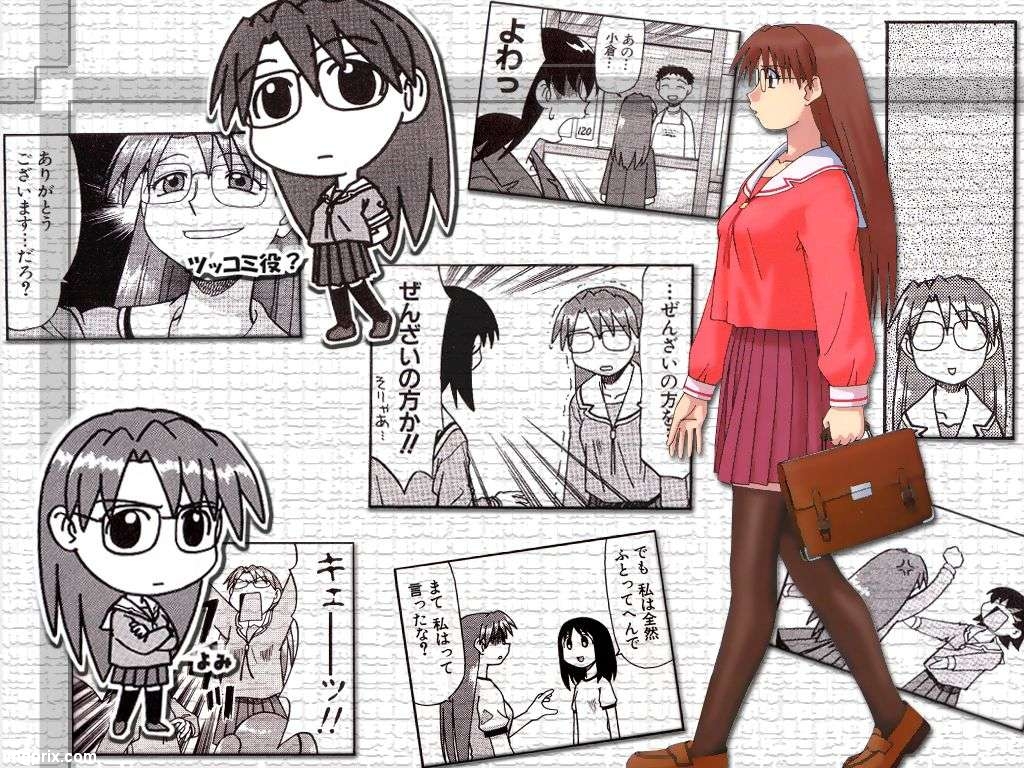 ありがとう
ございます…だろ？
ツッコミ役？
よわっ
あの…
小倉…
120
…ぜんざいの方を
ぜんざいの方か!!
そりゃあ…
よみ
キェーーーッ!!
でも 私は全然
ふとってへんで
まて 私はって
言ったな？